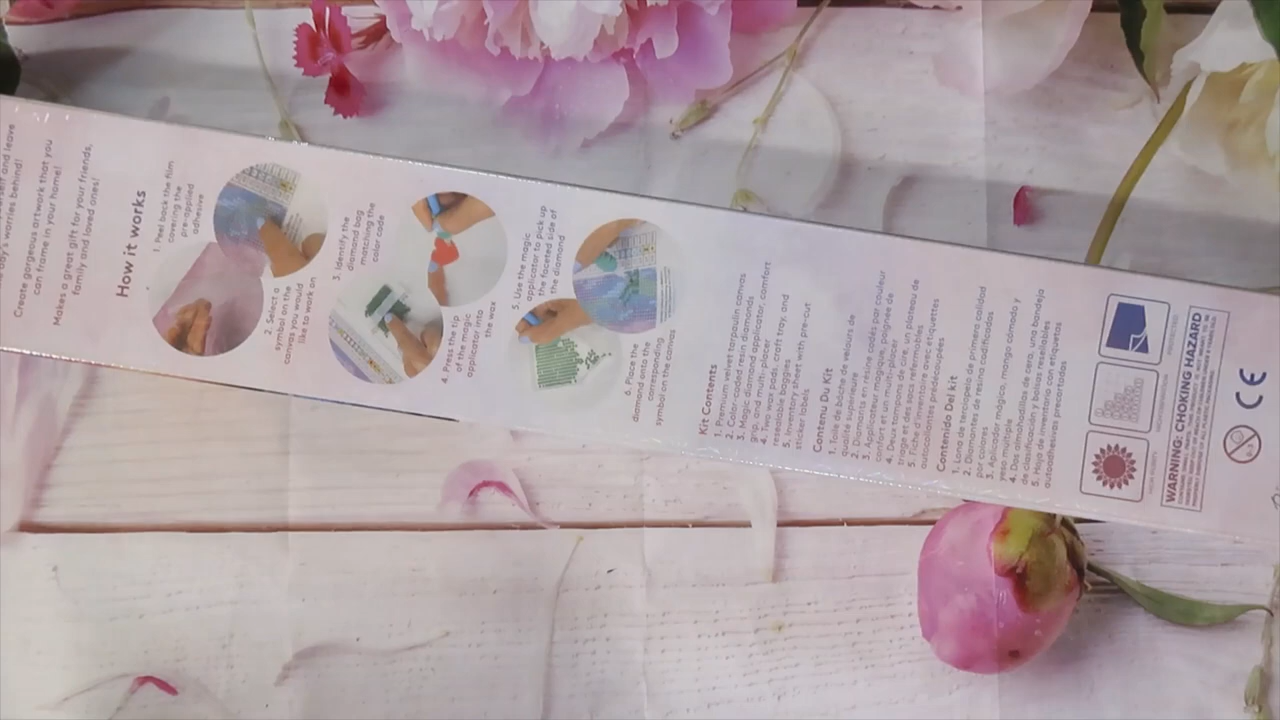 self and leave
day's worries behind!
Create gorgeous artwork that you
can frame in your home!
Makes a great gift for your friends,
family and loved ones!
How it works
1. Peel back the film
covering the
pre-applied
adhesive
2. Select a
symbol on the
canvas you would
like to work on
3. Identify the
diamond bag
matching the
color code
4. Press the tip
of the magic
applicator into
the wax
5. Use the magic
applicator to pick up
the faceted side of
the diamond
6. Place the
diamond onto the
corresponding
symbol on the canvas
Kit Contents
1. Premium velvet tarpaulin canvas
2. Color-coded resin diamonds
3. Magic diamond applicator, comfort
grip, and multi-placer
4. Two wax pads, craft tray, and
resealable baggies
5. Inventory sheet with pre-cut
sticker labels
Contenu Du Kit
1. Toile de bâche de velours de
qualité supérieure
2. Diamants en résine codés par couleur
3. Applicateur magique, poignée de
confort et un multi-placer
4. Deux tampons de cire, un plateau de
triage et des sacs refermables
5. Fiche d'inventaire avec étiquettes
autocollantes prédécoupées
Contenido Del kit
1. Lona de terciopelo de primera calidad
2. Diamantes de resina codificados
por colores
3. Aplicador mágico, mango comodo y
yeso multiple
4. Dos almohadillas de cera, una bandeja
de clasificación y bolsas resellables
5. Hoja de inventario con etiquetas
autoadhesivas precortadas
WARNING: CHOKING HAZARD
0-3
CE